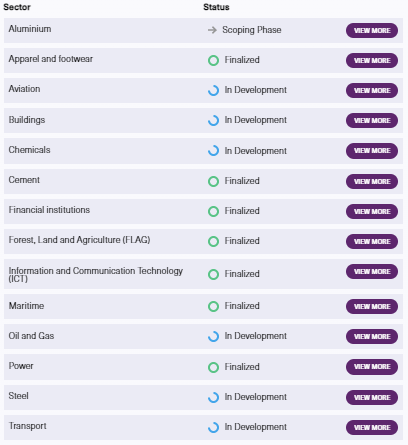 Sector Status
Aluminium Scoping Phase VIEW MORE
Apparel and footwear Finalized VIEW MORE
Aviation In Development VIEW MORE
Buildings In Development VIEW MORE
Chemicals In Development VIEW MORE
Cement Finalized VIEW MORE
Financial institutions Finalized VIEW MORE
Forest, Land and Agriculture (FLAG) Finalized VIEW MORE
Information and Communication Technology
(ICT) Finalized VIEW MORE
Maritime Finalized VIEW MORE
Oil and Gas In Development VIEW MORE
Power Finalized VIEW MORE
Steel In Development VIEW MORE
Transport In Development VIEW MORE